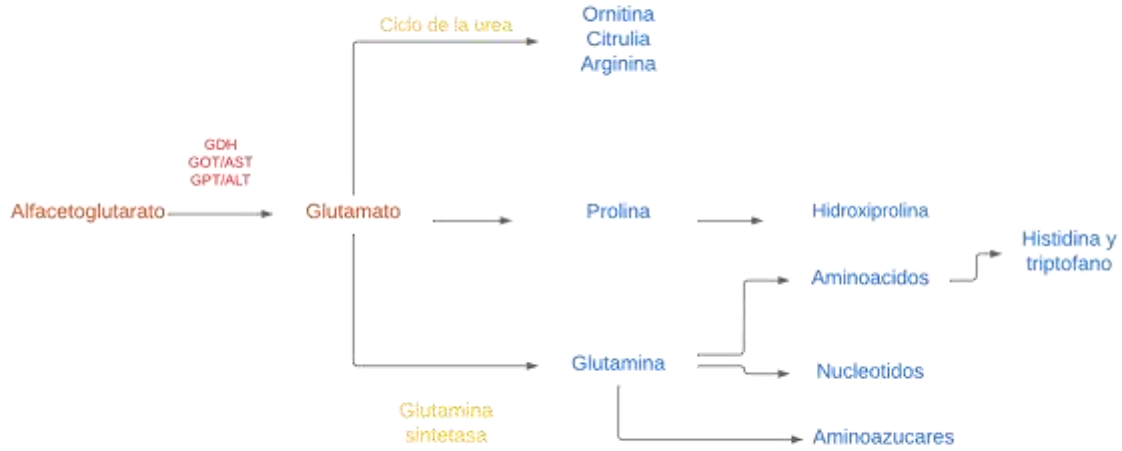 Ciclo de la urea
Ornitina
Citrulia
Arginina
GDH
GOT/AST
GPT/ALT
Alfacetoglutarato
Glutamato
Prolina
Hidroxiprolina
Histidina y
triptofano
Aminoacidos
Glutamina
Nucleotidos
Glutamina
sintetasa
Aminoazucares